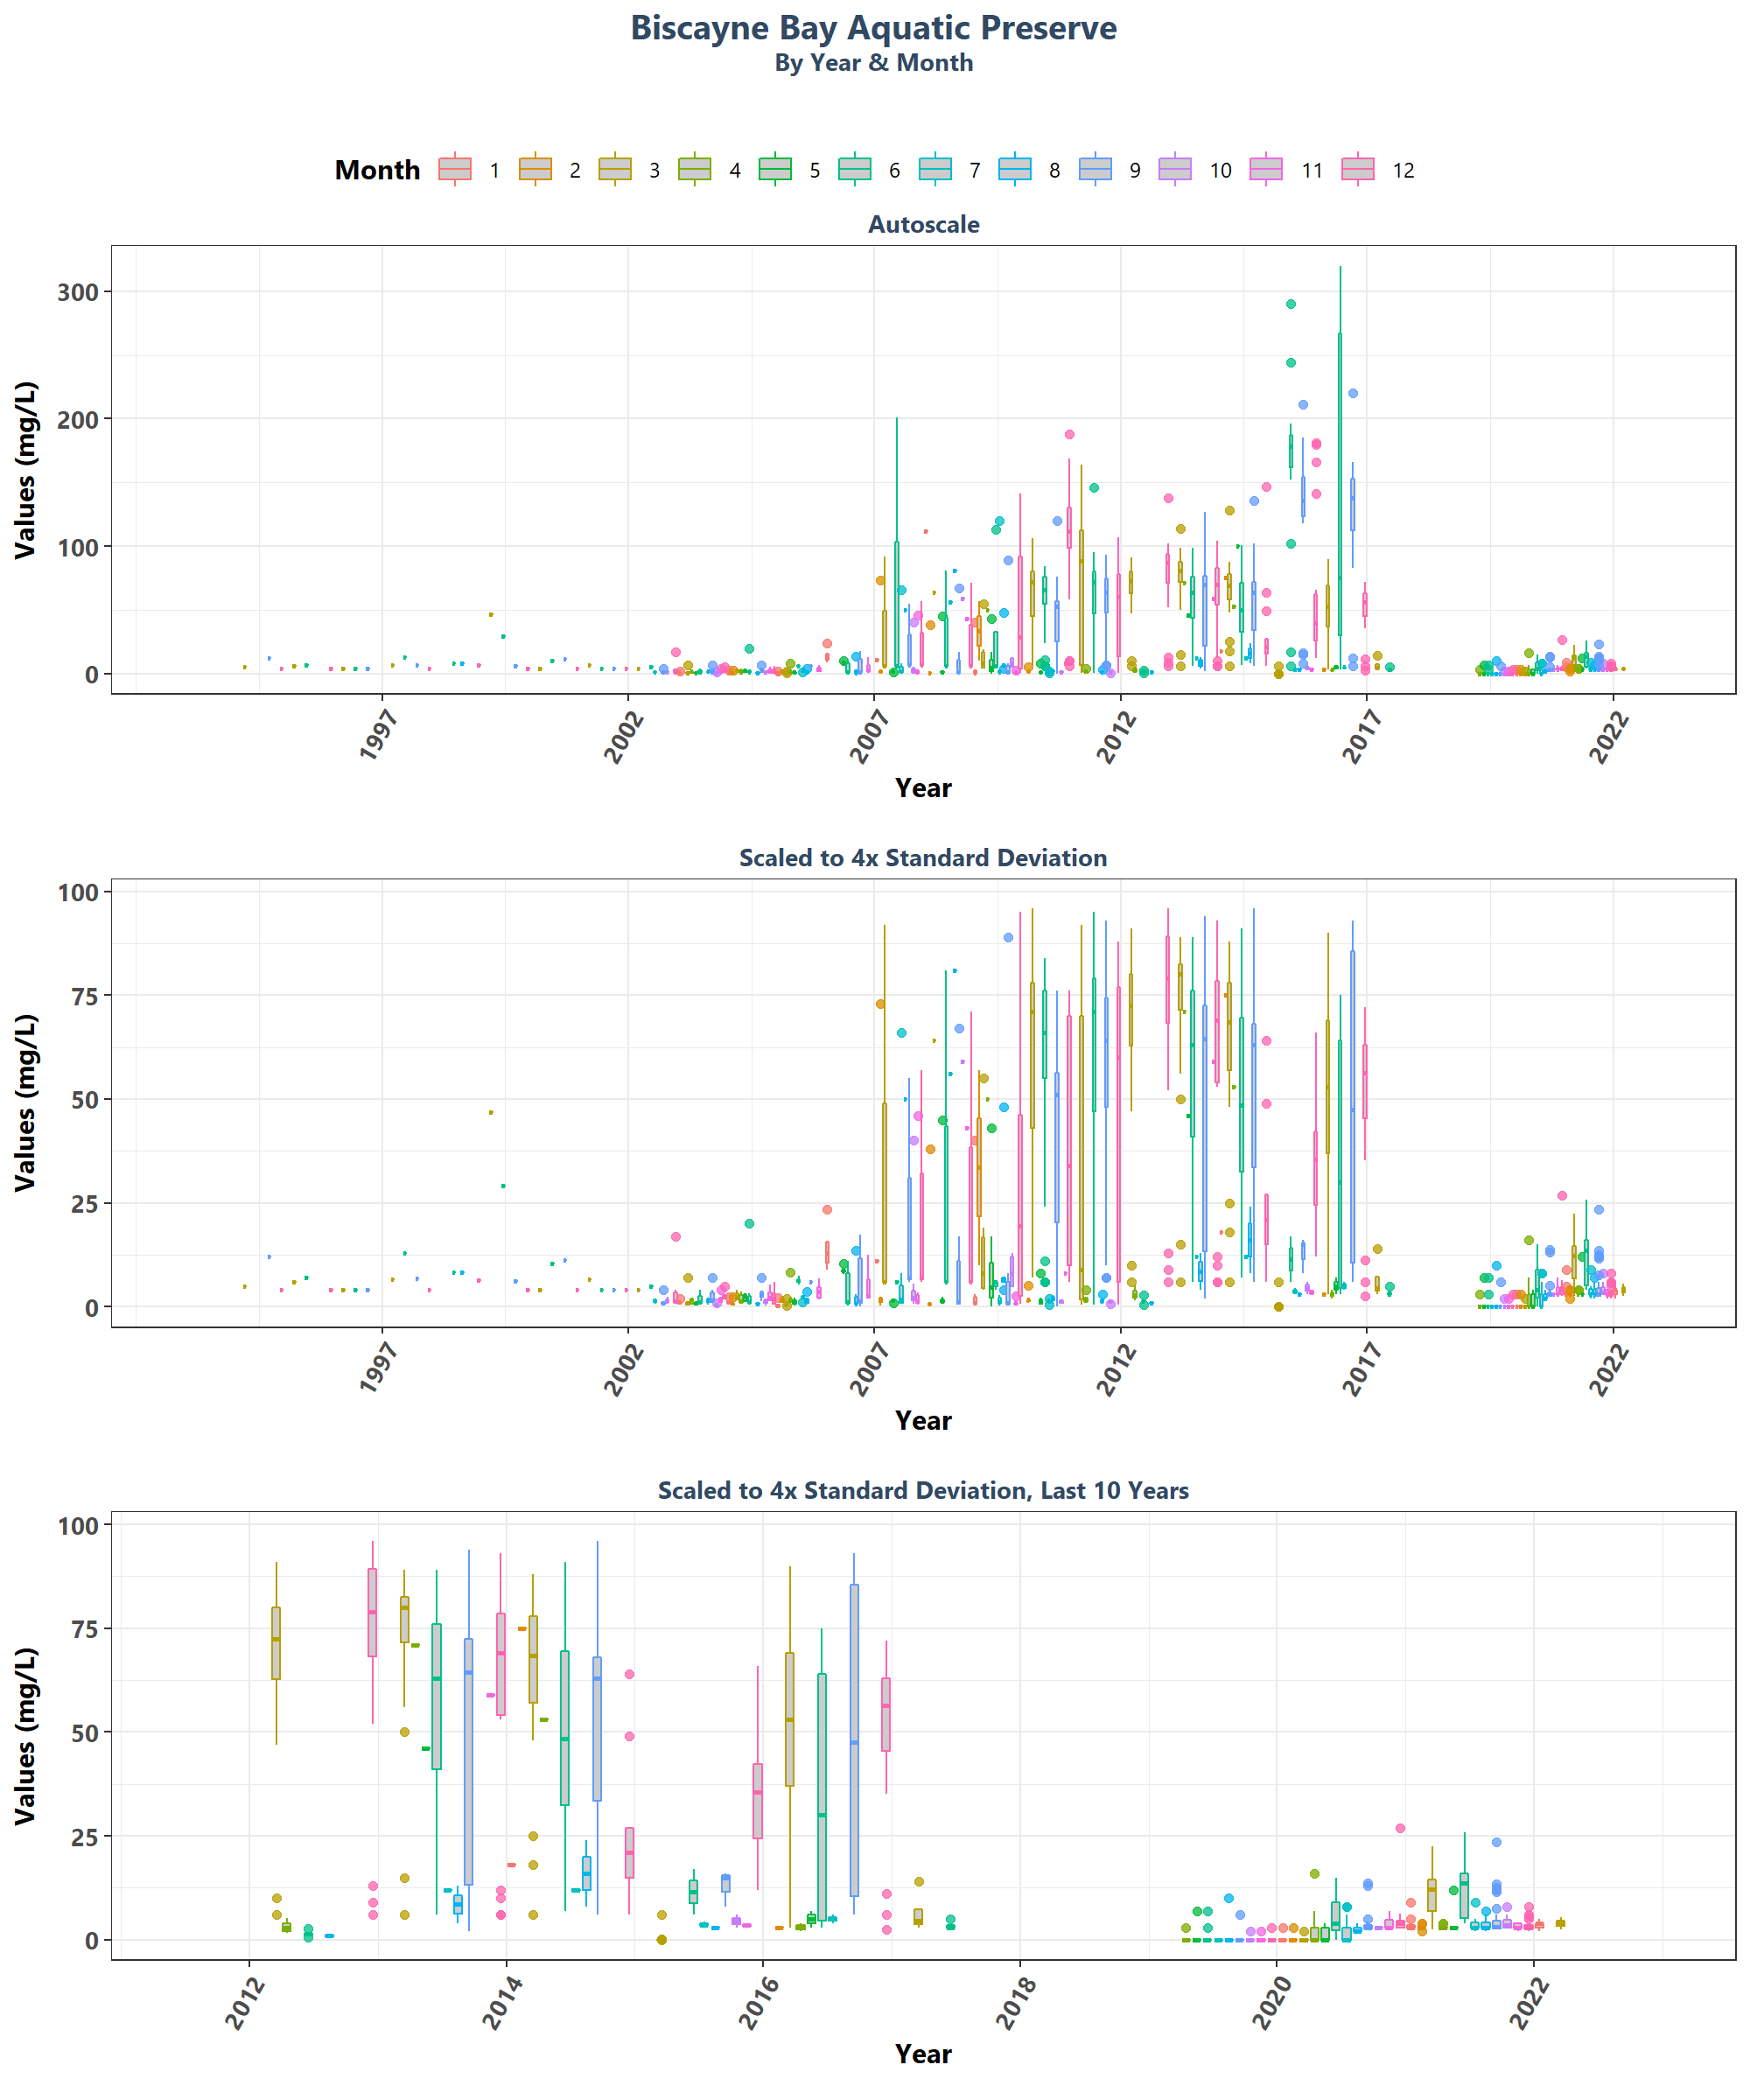 Biscayne Bay Aquatic Preserve
By Year & Month
Month 1 2 3 4 5 6 7 8 9 10 11 12
Autoscale
Values (mg/L)
300
200
100
0
1997 2002 2007 2012 2017 2022
Year
Scaled to 4x Standard Deviation
Values (mg/L)
100
75
50
25
0
1997 2002 2007 2012 2017 2022
Year
Scaled to 4x Standard Deviation, Last 10 Years
Values (mg/L)
100
75
50
25
0
2012 2014 2016 2018 2020 2022
Year